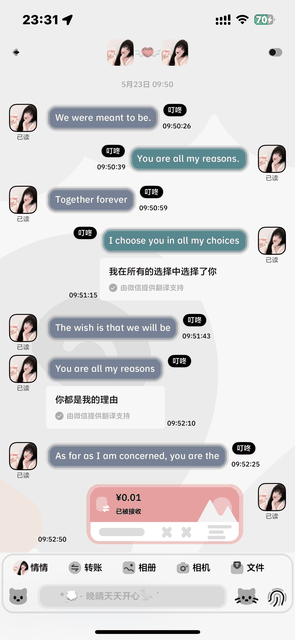 23:31
70
5月23日 09:50
We were meant to be.
叮咚
09:50:26
已读
叮咚
09:50:39
You are all my reasons.
已读
Together forever
叮咚
09:50:59
已读
叮咚
I choose you in all my choices
已读
我在所有的选择中选择了你
由微信提供翻译支持
09:51:15
The wish is that we will be
叮咚
09:51:43
已读
You are all my reasons
叮咚
已读
你都是我的理由
由微信提供翻译支持
09:52:10
As far as I am concerned, you are the
叮咚
09:52:25
已读
¥0.01
已被接收
09:52:50
已读
情情
转账
相册
相机
文件
晚晴天天开心